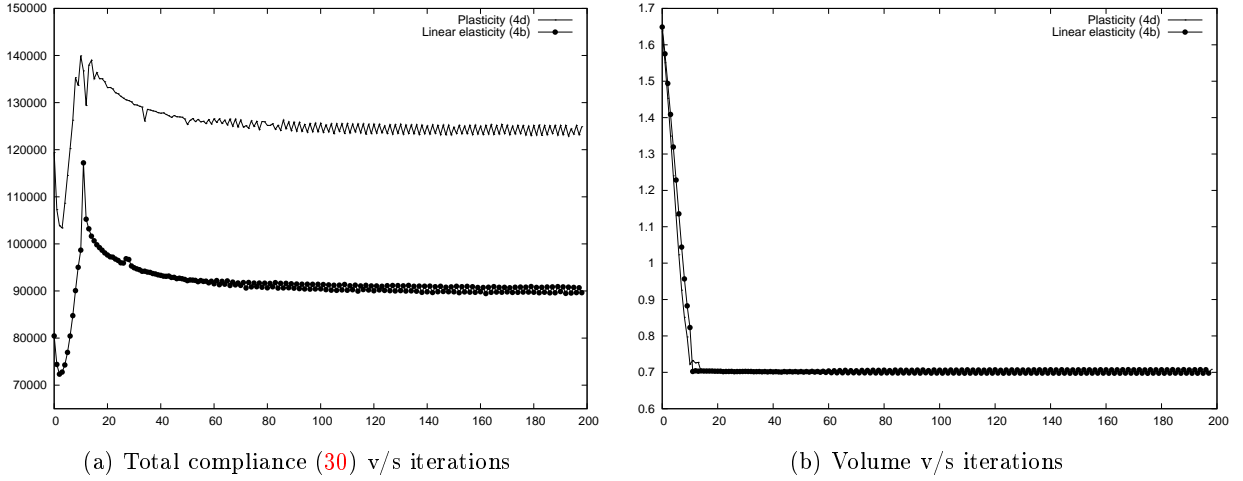 150000
140000
130000
120000
110000
100000
90000
80000
70000
0 20 40 60 80 100 120 140 160 180 200
Plasticity (4d)
Linear elasticity (4b)
(a) Total compliance (30) v/s iterations
1.7
1.6
1.5
1.4
1.3
1.2
1.1
1
0.9
0.8
0.7
0.6
0 20 40 60 80 100 120 140 160 180 200
Plasticity (4d)
Linear elasticity (4b)
(b) Volume v/s iterations